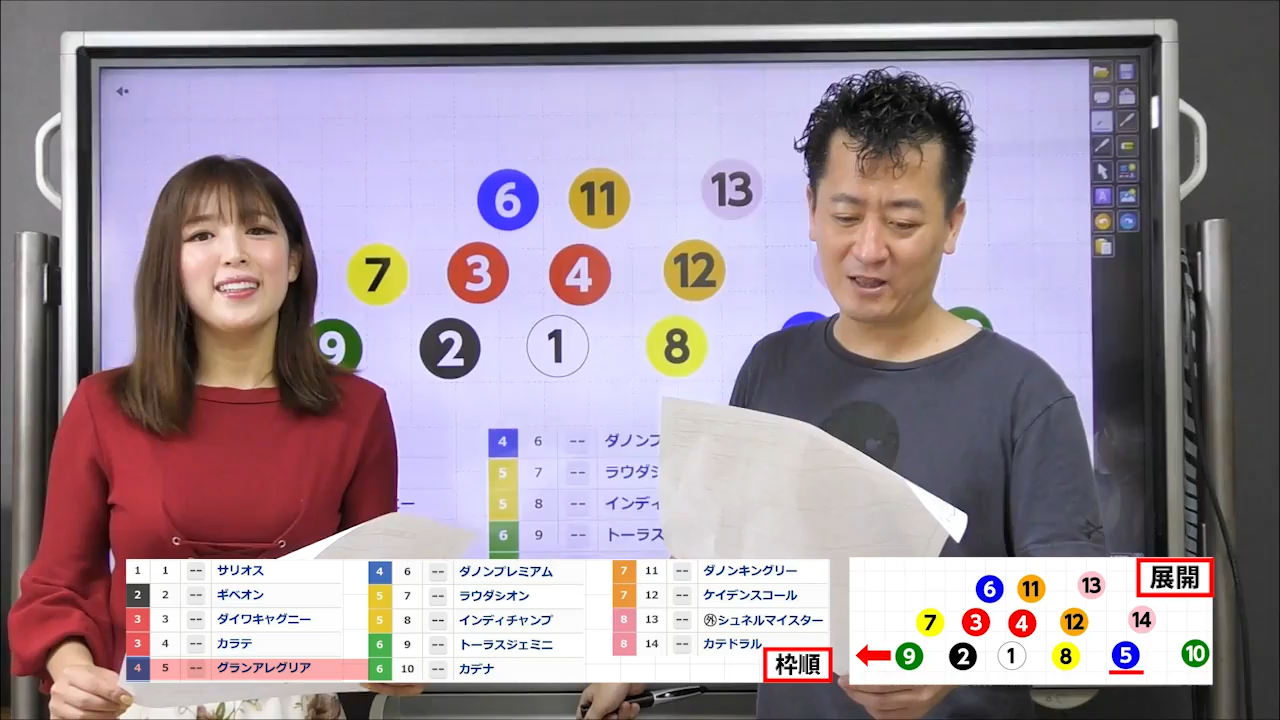 6 11 13
7 3 4 12
9 2 1 8
4 6 -- ダノンプ
5 7 -- ラウダシ
5 8 -- インディ
6 9 -- トーラス
1 1 -- サリオス
2 2 -- ギベオン
3 3 -- ダイワキャグニー
3 4 -- カラテ
4 5 -- グランアレグリア
4 6 -- ダノンプレミアム
5 7 -- ラウダシオン
5 8 -- インディチャンプ
6 9 -- トーラスジェミニ
6 10 -- カデナ
7 11 -- ダノンキングリー
7 12 -- ケイデンスコール
8 13 -- ㊕シュネルマイスター
8 14 -- カテドラル
枠順
展開
6 11 13
7 3 4 12 14
9 2 1 8 5 10